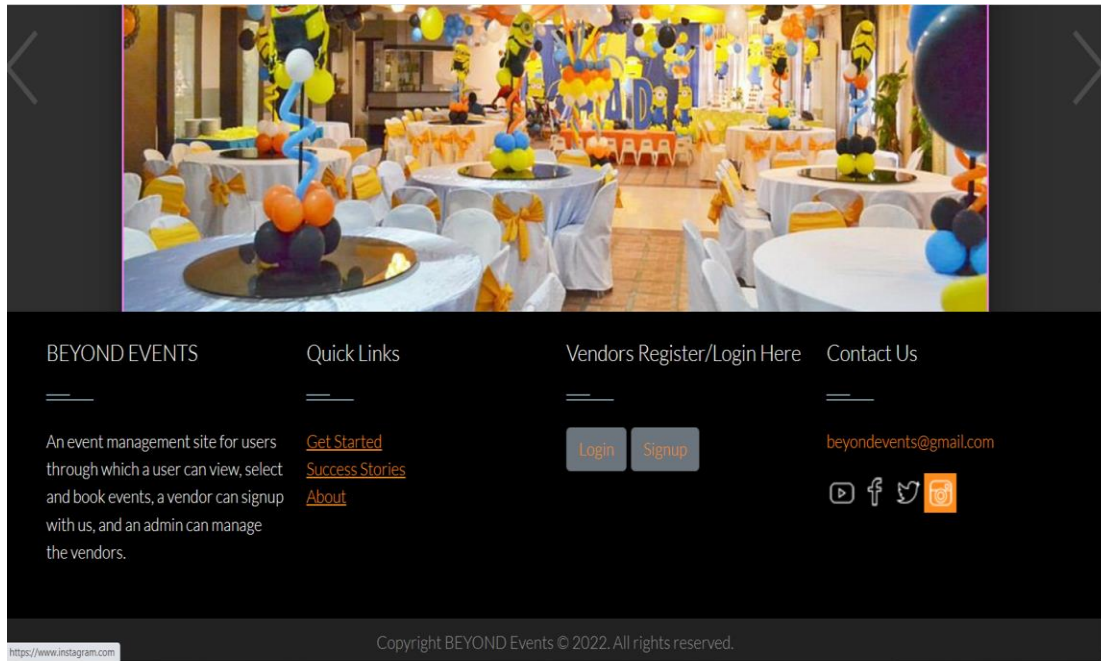 BEYOND EVENTS
An event management site for users
through which a user can view, select
and book events, a vendor can signup
with us, and an admin can manage
the vendors.
Quick Links
Get Started
Success Stories
About
Vendors Register/Login Here
Login Signup
Contact Us
beyondevents@gmail.com
Copyright BEYOND Events © 2022. All rights reserved.
https://www.instagram.com